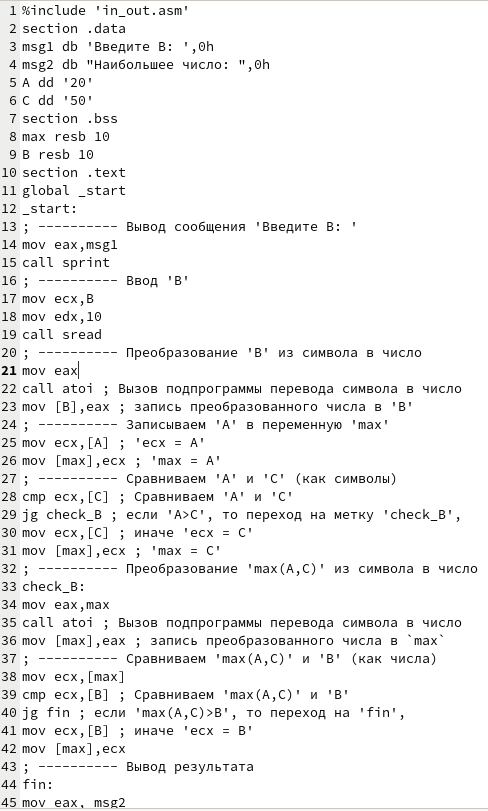 1 %include 'in_out.asm'
2 section .data
3 msg1 db 'Введите B: ',0h
4 msg2 db "Наибольшее число: ",0h
5 A dd '20'
6 C dd '50'
7 section .bss
8 max resb 10
9 B resb 10
10 section .text
11 global _start
12 _start:
13 ; ---------- Вывод сообщения 'Введите B: '
14 mov eax,msg1
15 call sprint
16 ; ---------- Ввод 'B'
17 mov ecx,B
18 mov edx,10
19 call sread
20 ; ---------- Преобразование 'B' из символа в число
21 mov eax
22 call atoi ; Вызов подпрограммы перевода символа в число
23 mov [B],eax ; запись преобразованного числа в 'B'
24 ; ---------- Записываем 'A' в переменную 'max'
25 mov ecx,[A] ; 'ecx = A'
26 mov [max],ecx ; 'max = A'
27 ; ---------- Сравниваем 'A' и 'C' (как символы)
28 cmp ecx,[C] ; Сравниваем 'A' и 'C'
29 jg check_B ; если 'A>C', то переход на метку 'check_B',
30 mov ecx,[C] ; иначе 'ecx = C'
31 mov [max],ecx ; 'max = C'
32 ; ---------- Преобразование 'max(A,C)' из символа в число
33 check_B:
34 mov eax,max
35 call atoi ; Вызов подпрограммы перевода символа в число
36 mov [max],eax ; запись преобразованного числа в `max`
37 ; ---------- Сравниваем 'max(A,C)' и 'B' (как числа)
38 mov ecx,[max]
39 cmp ecx,[B] ; Сравниваем 'max(A,C)' и 'B'
40 jg fin ; если 'max(A,C)>B', то переход на 'fin',
41 mov ecx,[B] ; иначе 'ecx = B'
42 mov [max],ecx
43 ; ---------- Вывод результата
44 fin:
45 mov eax, msg2